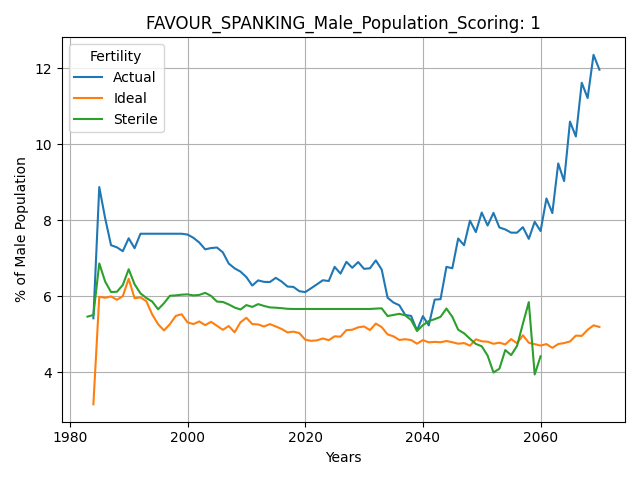 FAVOUR_SPANKING_Male_Population_Scoring: 1
Fertility
Actual
Ideal
Sterile
% of Male Population
12
10
8
6
4
1980 2000 2020 2040 2060
Years